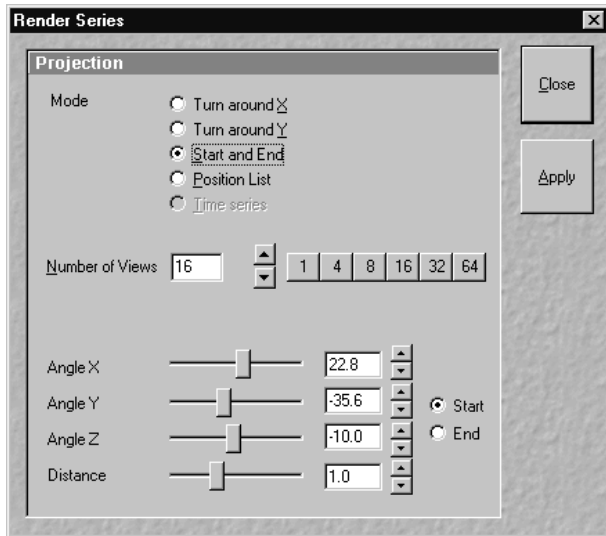 Render Series
Projection
Close
Apply
Mode
Turn around X
Turn around Y
Start and End
Position List
Time series
Number of Views 16 1 4 8 16 32 64
Angle X 22.8
Angle Y -35.6 Start
Angle Z -10.0 End
Distance 1.0